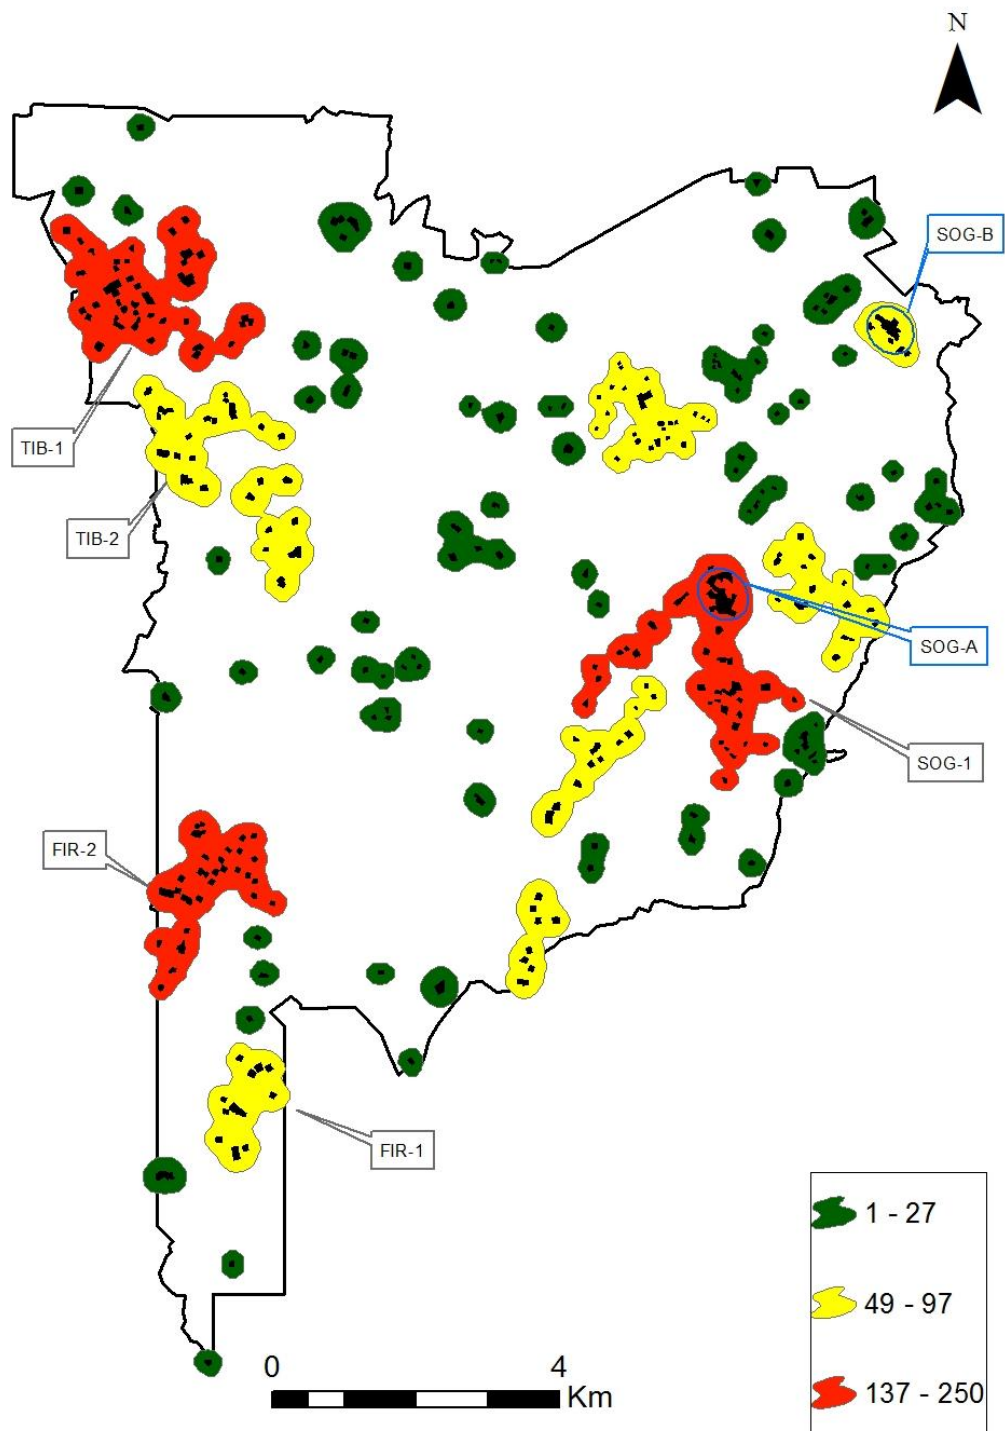 N
SOG-B
TIB-1
TIB-2
SOG-A
SOG-1
FIR-2
FIR-1
1 - 27
49 - 97
137 - 250
0 4
Km